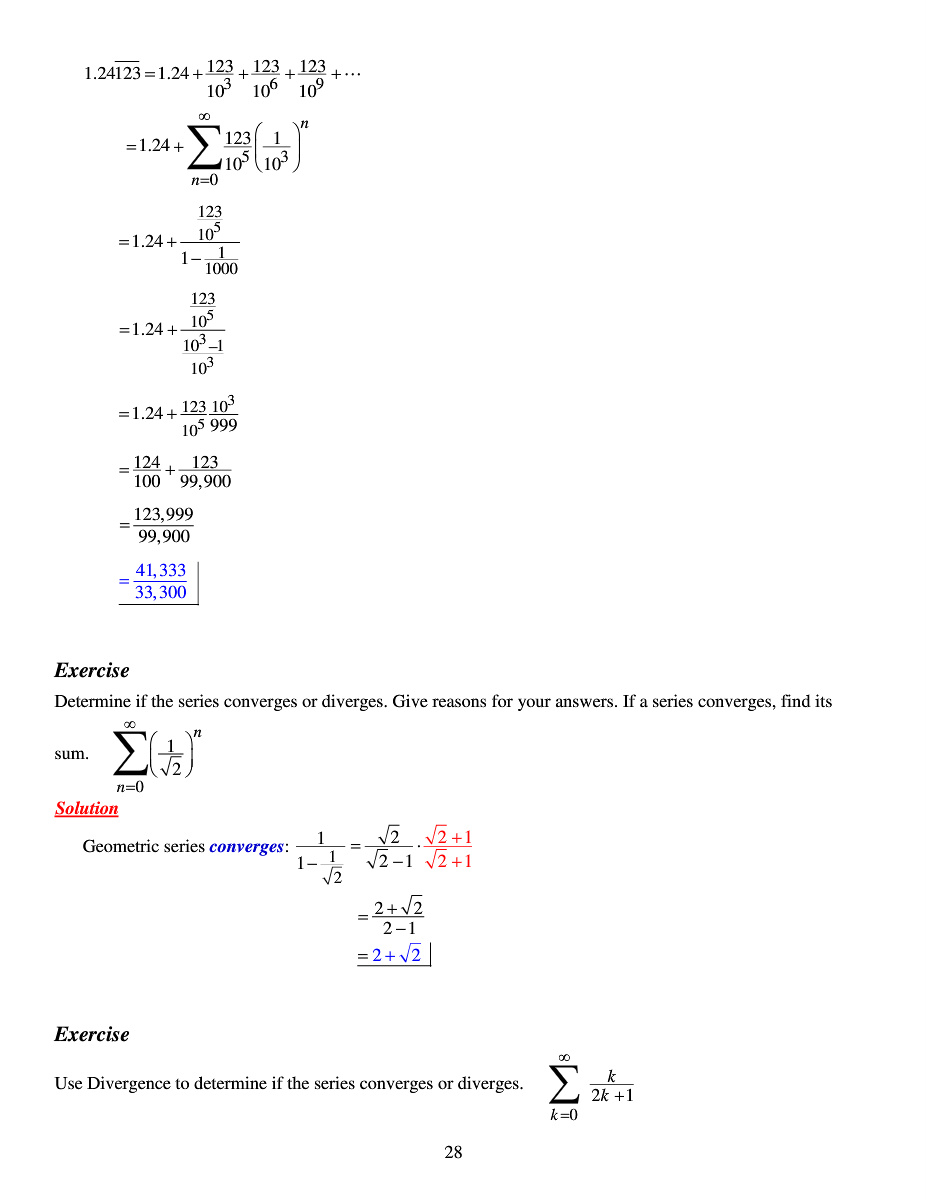 1.24\overline{123} = 1.24 + \frac{123}{10^3} + \frac{123}{10^6} + \frac{123}{10^9} + \cdots
= 1.24 + \sum_{n=0}^{\infty} \frac{123}{10^5} \left( \frac{1}{10^3} \right)^n
= 1.24 + \frac{\frac{123}{10^5}}{1 - \frac{1}{1000}}
= 1.24 + \frac{\frac{123}{10^5}}{\frac{10^3 - 1}{10^3}}
= 1.24 + \frac{123}{10^5} \frac{10^3}{999}
= \frac{124}{100} + \frac{123}{99,900}
= \frac{123,999}{99,900}
= \frac{41,333}{33,300}
Exercise
Determine if the series converges or diverges. Give reasons for your answers. If a series converges, find its
sum. \sum_{n=0}^{\infty} \left( \frac{1}{\sqrt{2}} \right)^n
Solution
Geometric series converges: \frac{1}{1 - \frac{1}{\sqrt{2}}} = \frac{\sqrt{2}}{\sqrt{2} - 1} \cdot \frac{\sqrt{2} + 1}{\sqrt{2} + 1}
= \frac{2 + \sqrt{2}}{2 - 1}
= 2 + \sqrt{2}
Exercise
Use Divergence to determine if the series converges or diverges. \sum_{k=0}^{\infty} \frac{k}{2k + 1}
28